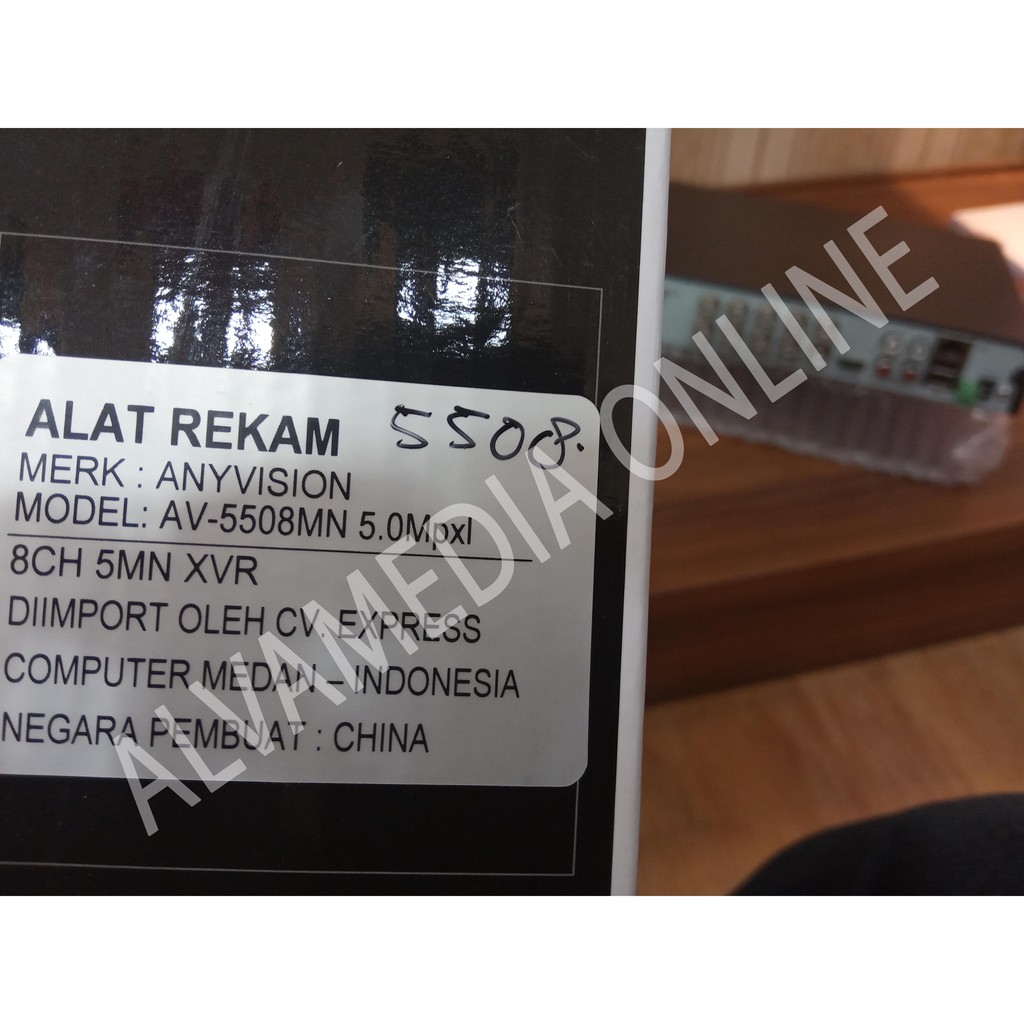 ALAT REKAM 5508.
MERK : ANYVISION
MODEL: AV-5508MN 5.0Mpxl
8CH 5MN XVR
DIIMPORT OLEH CV. EXPRESS
COMPUTER MEDAN – INDONESIA
NEGARA PEMBUAT : CHINA
ALVAMEDIA ONLINE